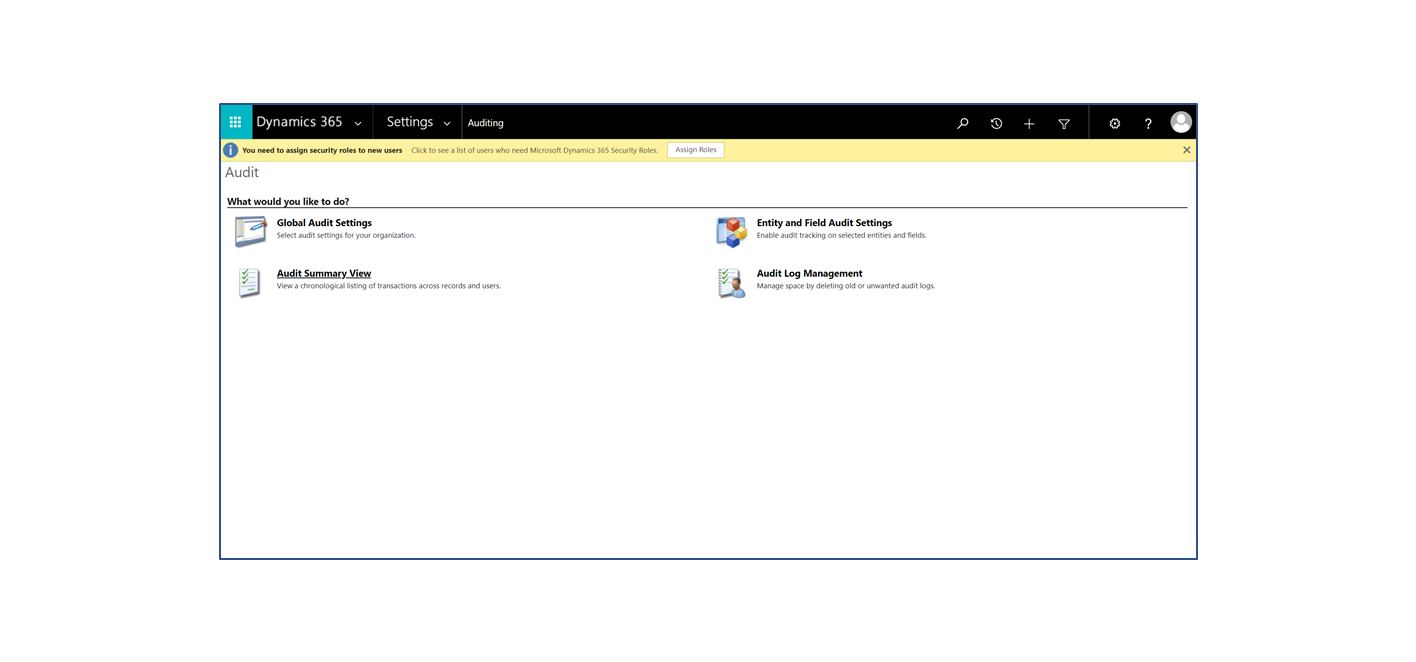 Dynamics 365 Settings Auditing
You need to assign security roles to new users Click to see a list of users who need Microsoft Dynamics 365 Security Roles. Assign Roles
Audit
What would you like to do?
Global Audit Settings
Select audit settings for your organization.
Entity and Field Audit Settings
Enable audit tracking on selected entities and fields.
Audit Summary View
View a chronological listing of transactions across records and users.
Audit Log Management
Manage space by deleting old or unwanted audit logs.